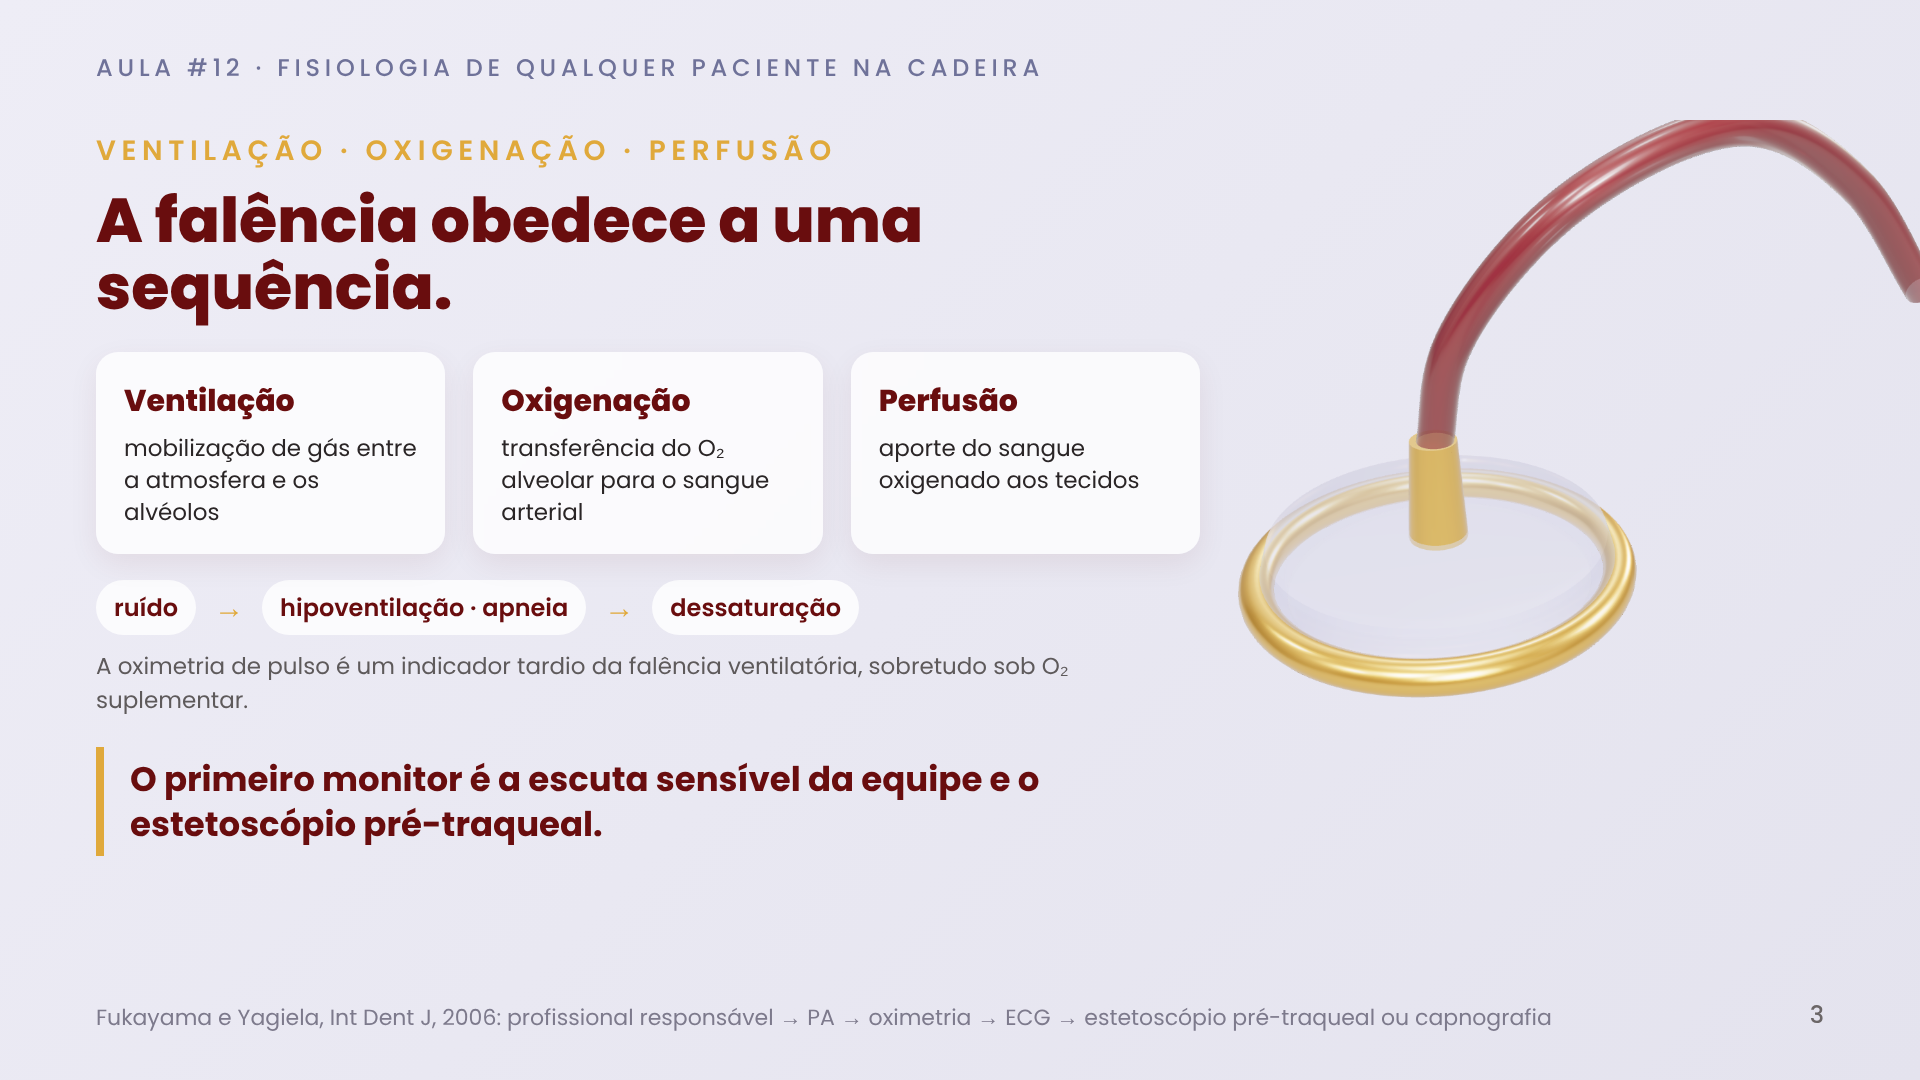 AULA #12 · FISIOLOGIA DE QUALQUER PACIENTE NA CADEIRA
VENTILAÇÃO · OXIGENAÇÃO · PERFUSÃO
A falência obedece a uma
sequência.
Ventilação
mobilização de gás entre
a atmosfera e os
alvéolos
Oxigenação
transferência do O₂
alveolar para o sangue
arterial
Perfusão
aporte do sangue
oxigenado aos tecidos
ruído → hipoventilação · apneia → dessaturação
A oximetria de pulso é um indicador tardio da falência ventilatória, sobretudo sob O₂
suplementar.
O primeiro monitor é a escuta sensível da equipe e o
estetoscópio pré-traqueal.
Fukayama e Yagiela, Int Dent J, 2006: profissional responsável → PA → oximetria → ECG → estetoscópio pré-traqueal ou capnografia
3